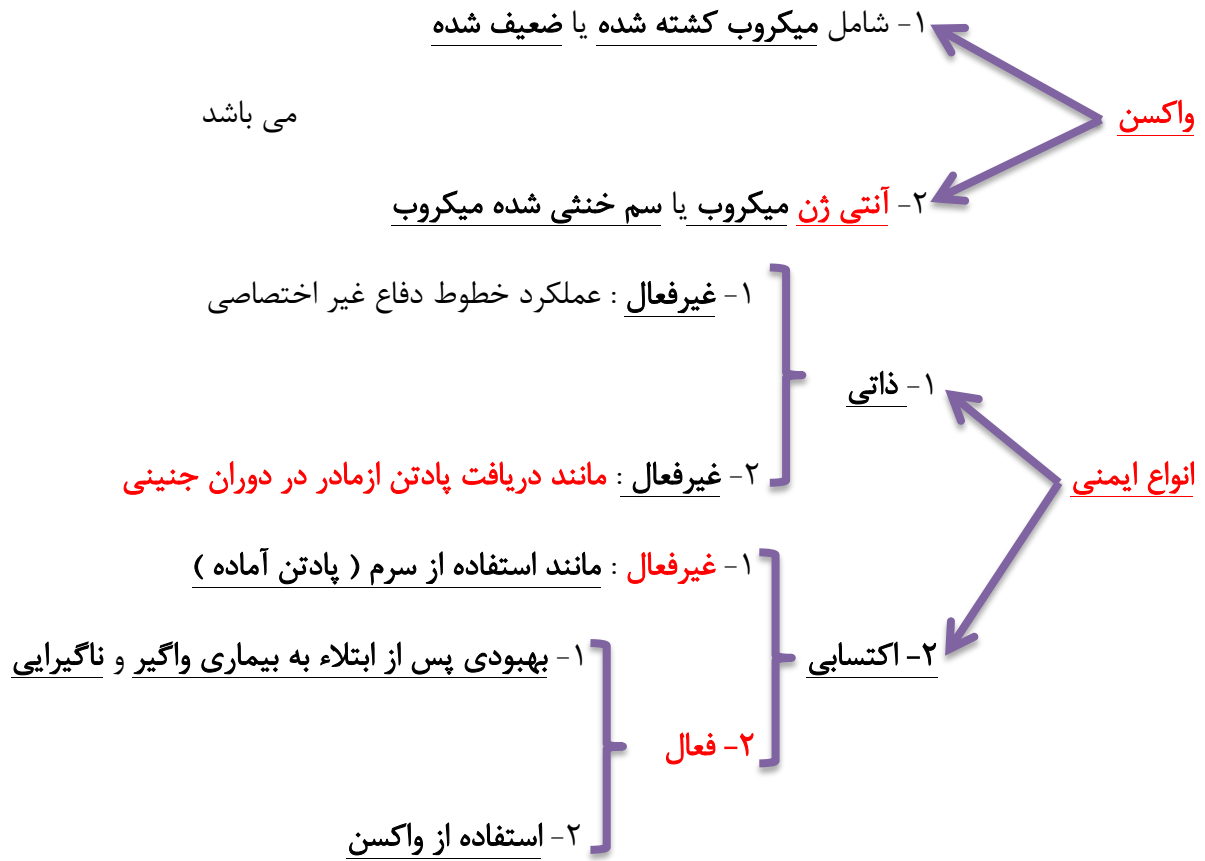 ۱- شامل میکروب کشته شده یا ضعیف شده
واکسن می باشد
۲- آنتی ژن میکروب یا سم خنثی شده میکروب
۱- غیرفعال : عملکرد خطوط دفاع غیر اختصاصی
۱- ذاتی
انواع ایمنی ۲- غیرفعال : مانند دریافت پادتن ازمادر در دوران جنینی
۱- غیرفعال : مانند استفاده از سرم ( پادتن آماده )
۲- اکتسابی ۱- بهبودی پس از ابتلاء به بیماری واگیر و ناگیرایی
۲- فعال
۲- استفاده از واکسن